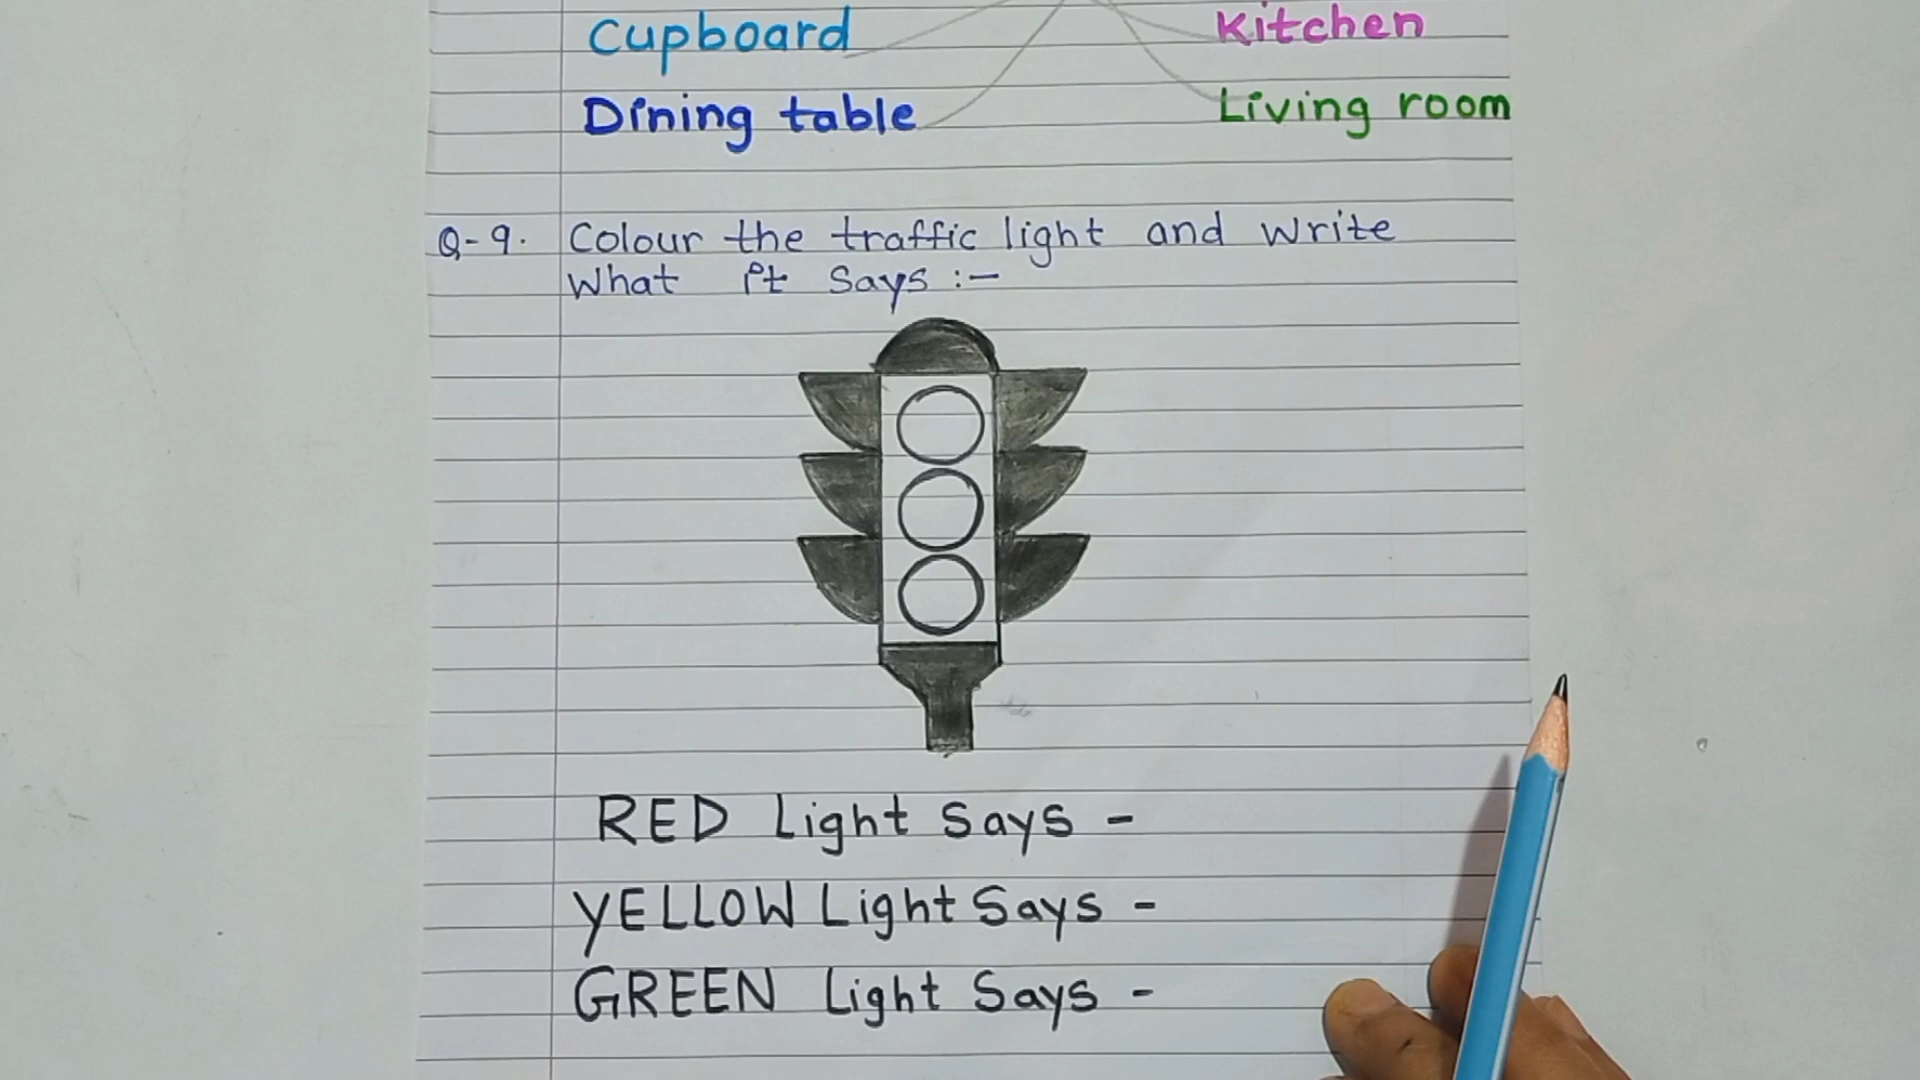 Cupboard Kitchen
Dining table Living room
Q-9. Colour the traffic light and write
What it Says :-
RED Light Says -
YELLOW Light Says -
GREEN Light Says -